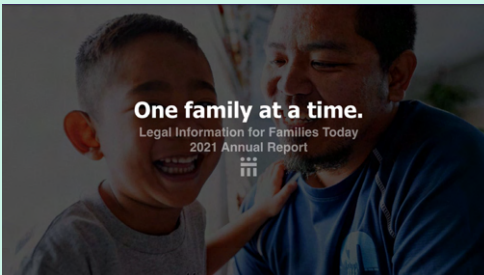 One family at a time.
Legal Information for Families Today
2021 Annual Report